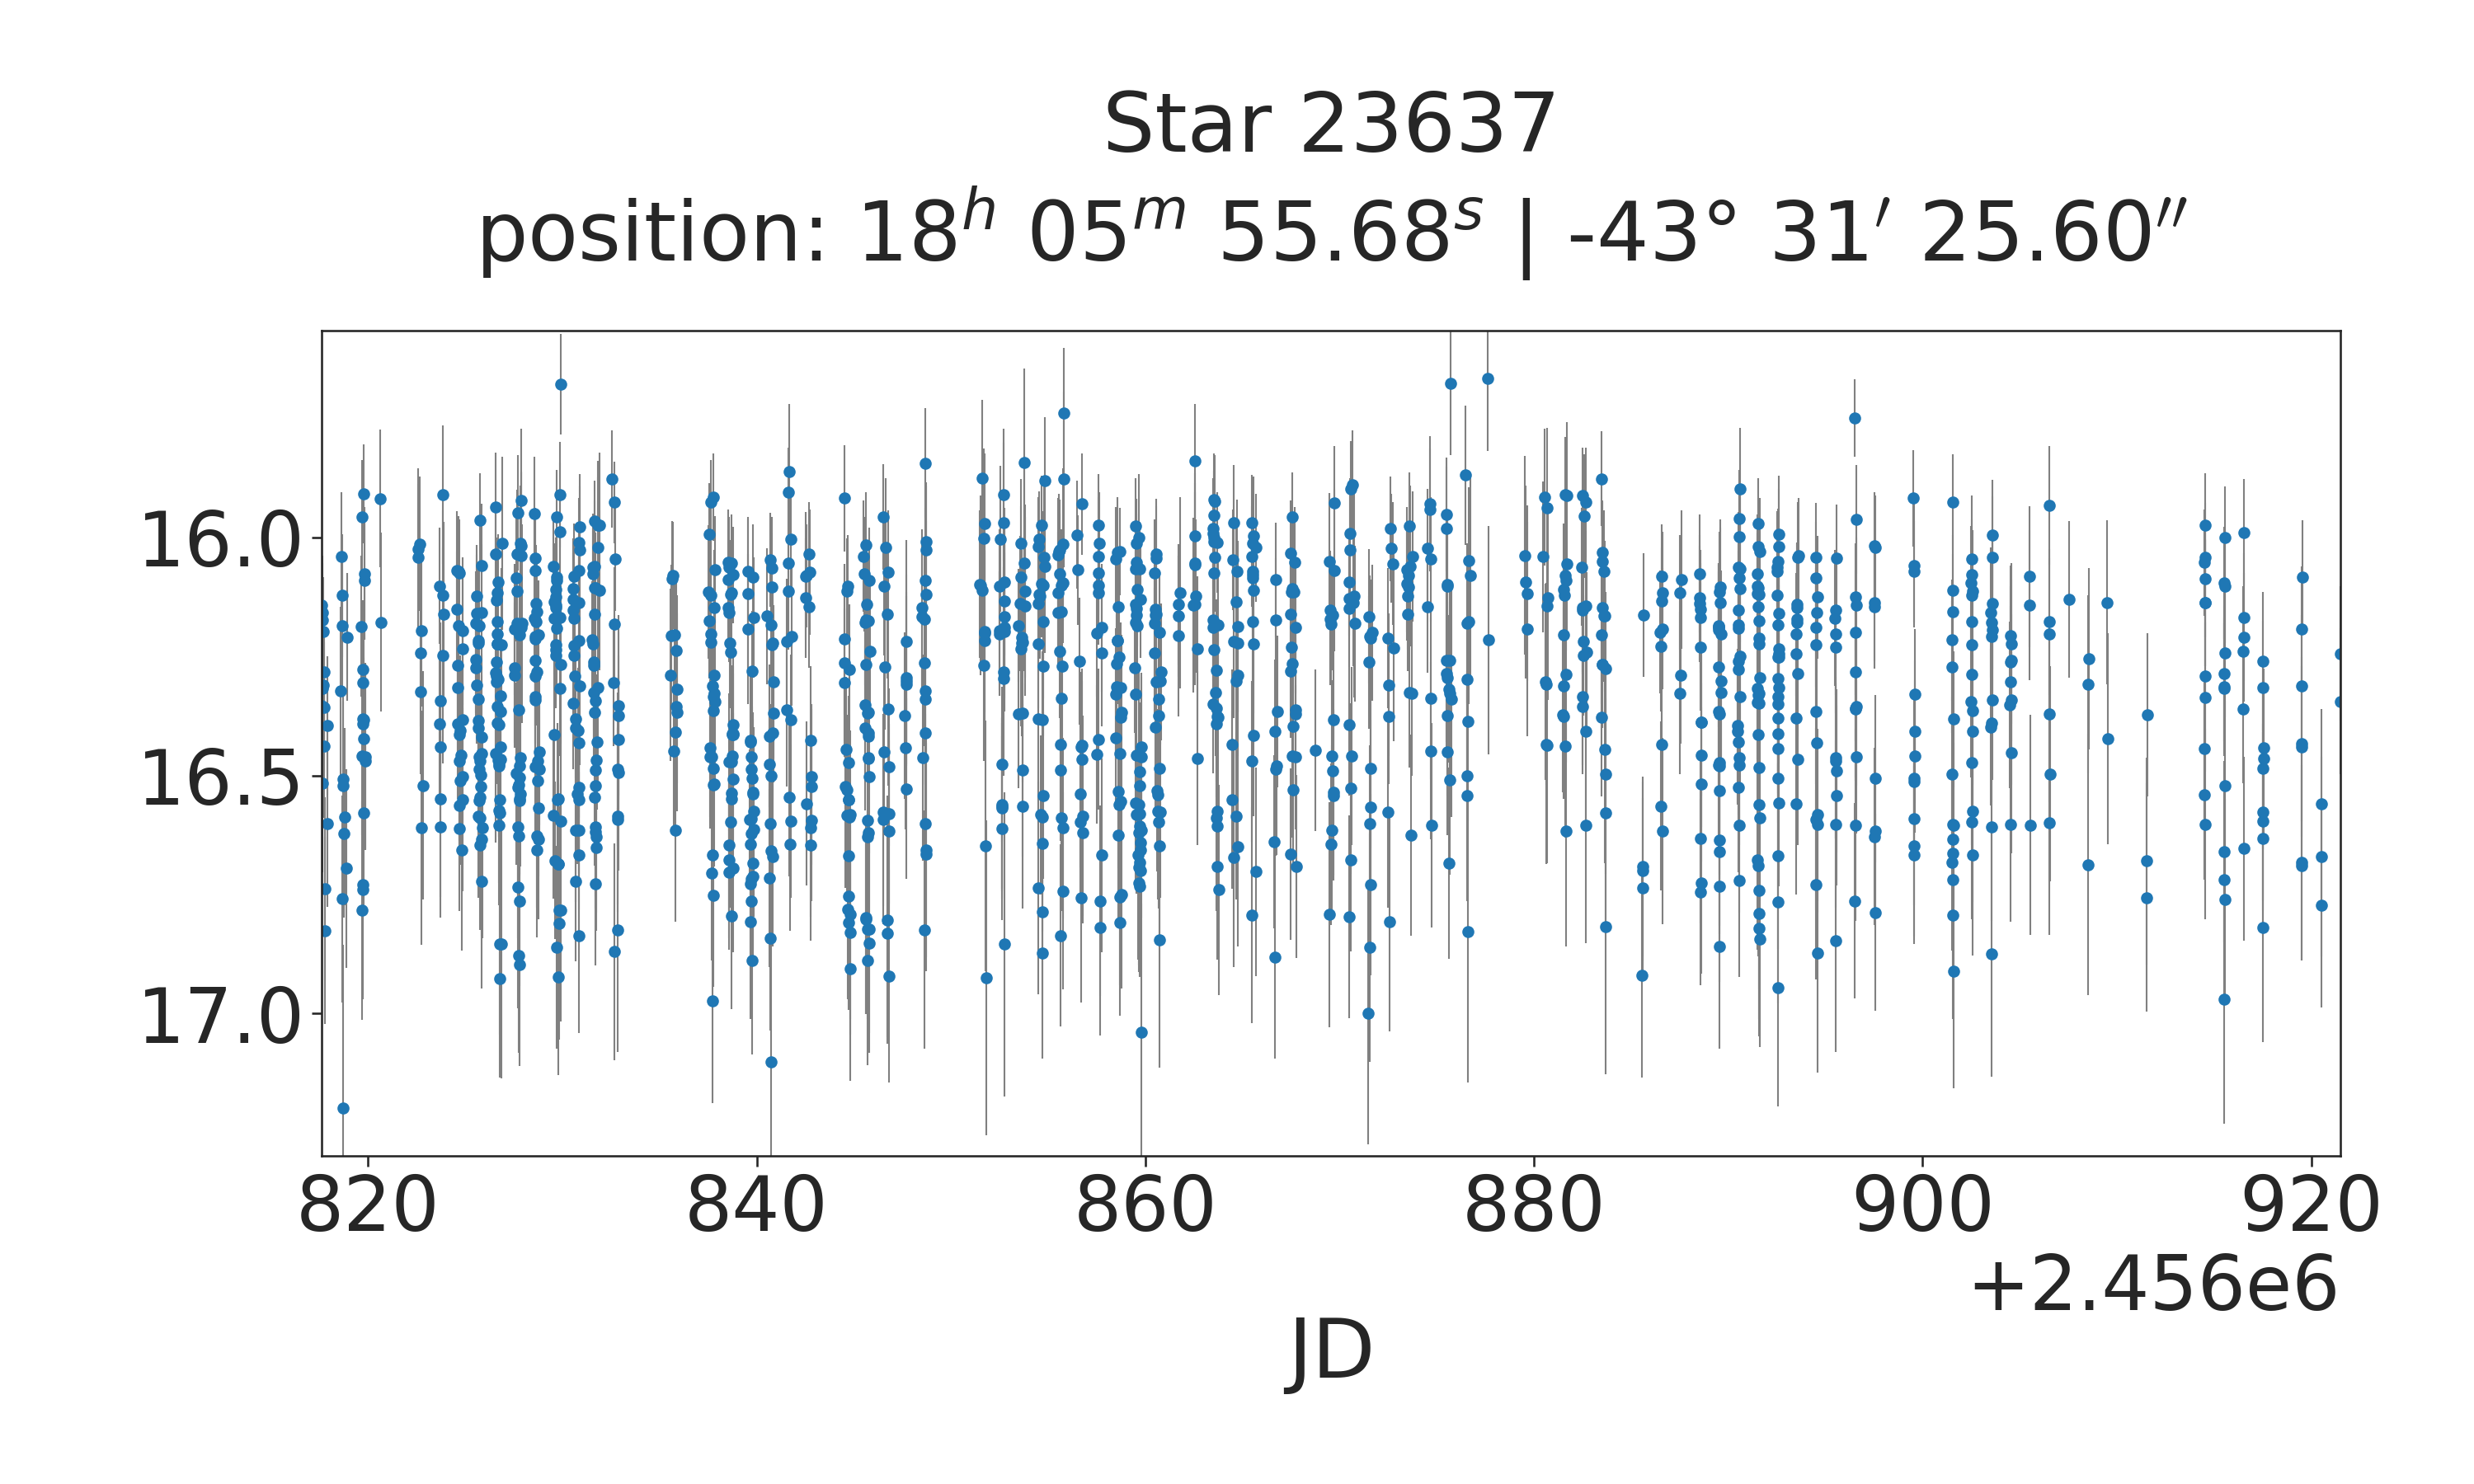 Star 23637
position: 18h 05m 55.68s | -43° 31′ 25.60″
16.0
16.5
17.0
820 840 860 880 900 920
+2.456e6
JD